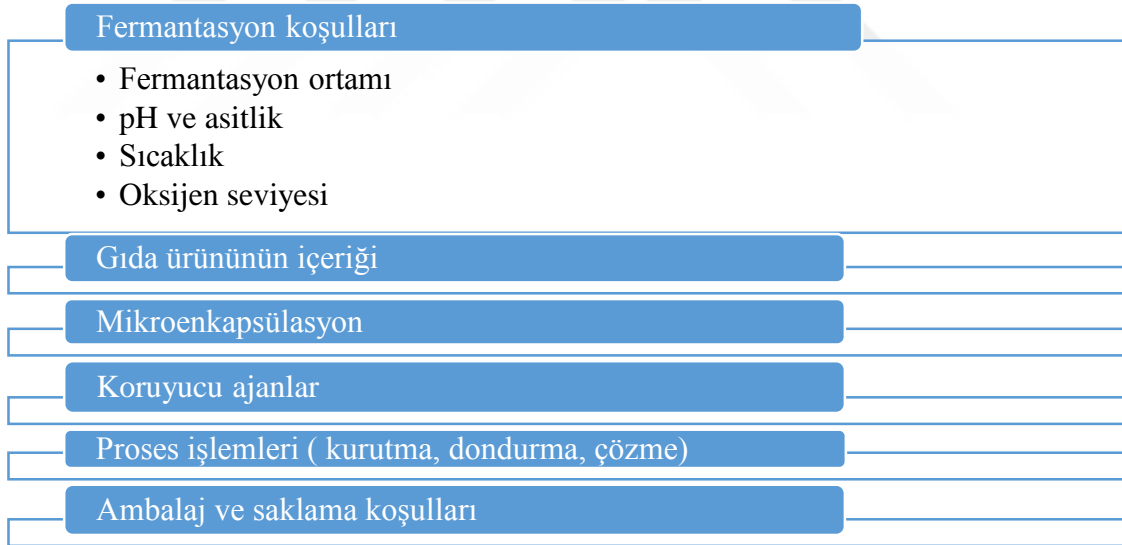 Fermantasyon koşulları
• Fermantasyon ortamı
• pH ve asitlik
• Sıcaklık
• Oksijen seviyesi
Gıda ürününün içeriği
Mikroenkapsülasyon
Koruyucu ajanlar
Proses işlemleri ( kurutma, dondurma, çözme)
Ambalaj ve saklama koşulları